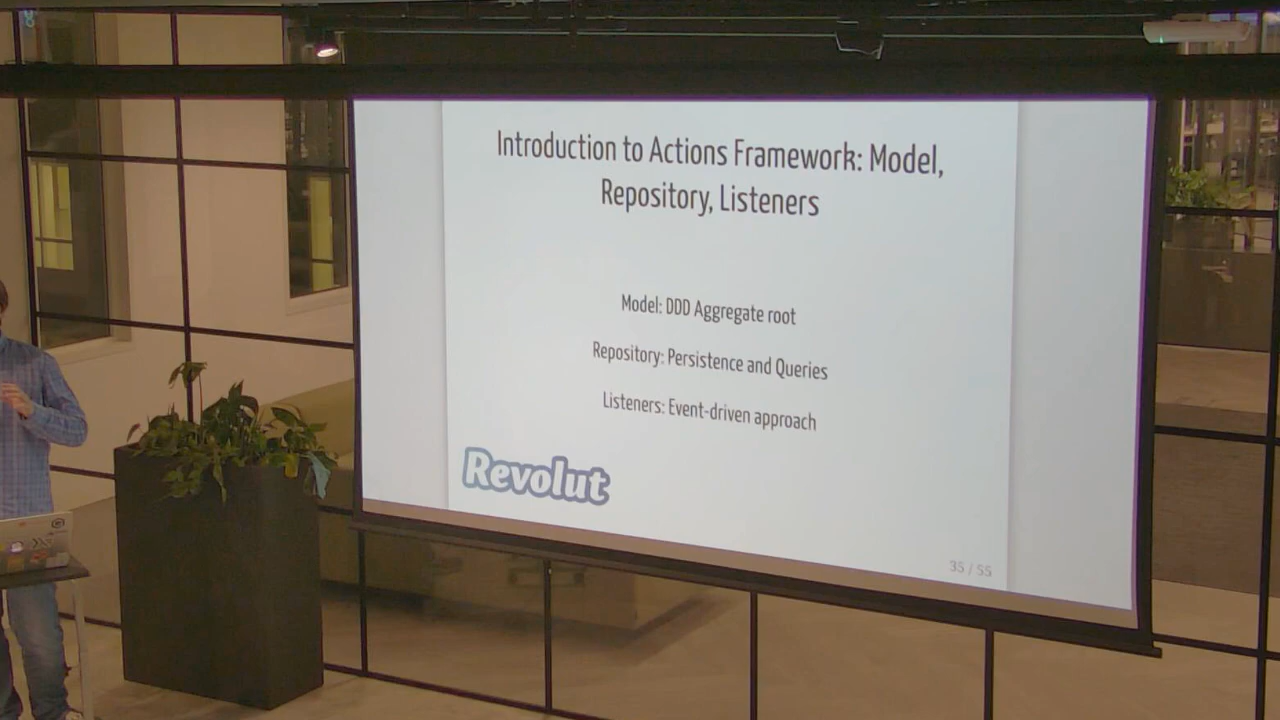 Introduction to Actions Framework: Model,
Repository, Listeners
Model: DDD Aggregate root
Repository: Persistence and Queries
Listeners: Event-driven approach
Revolut
35 / 55